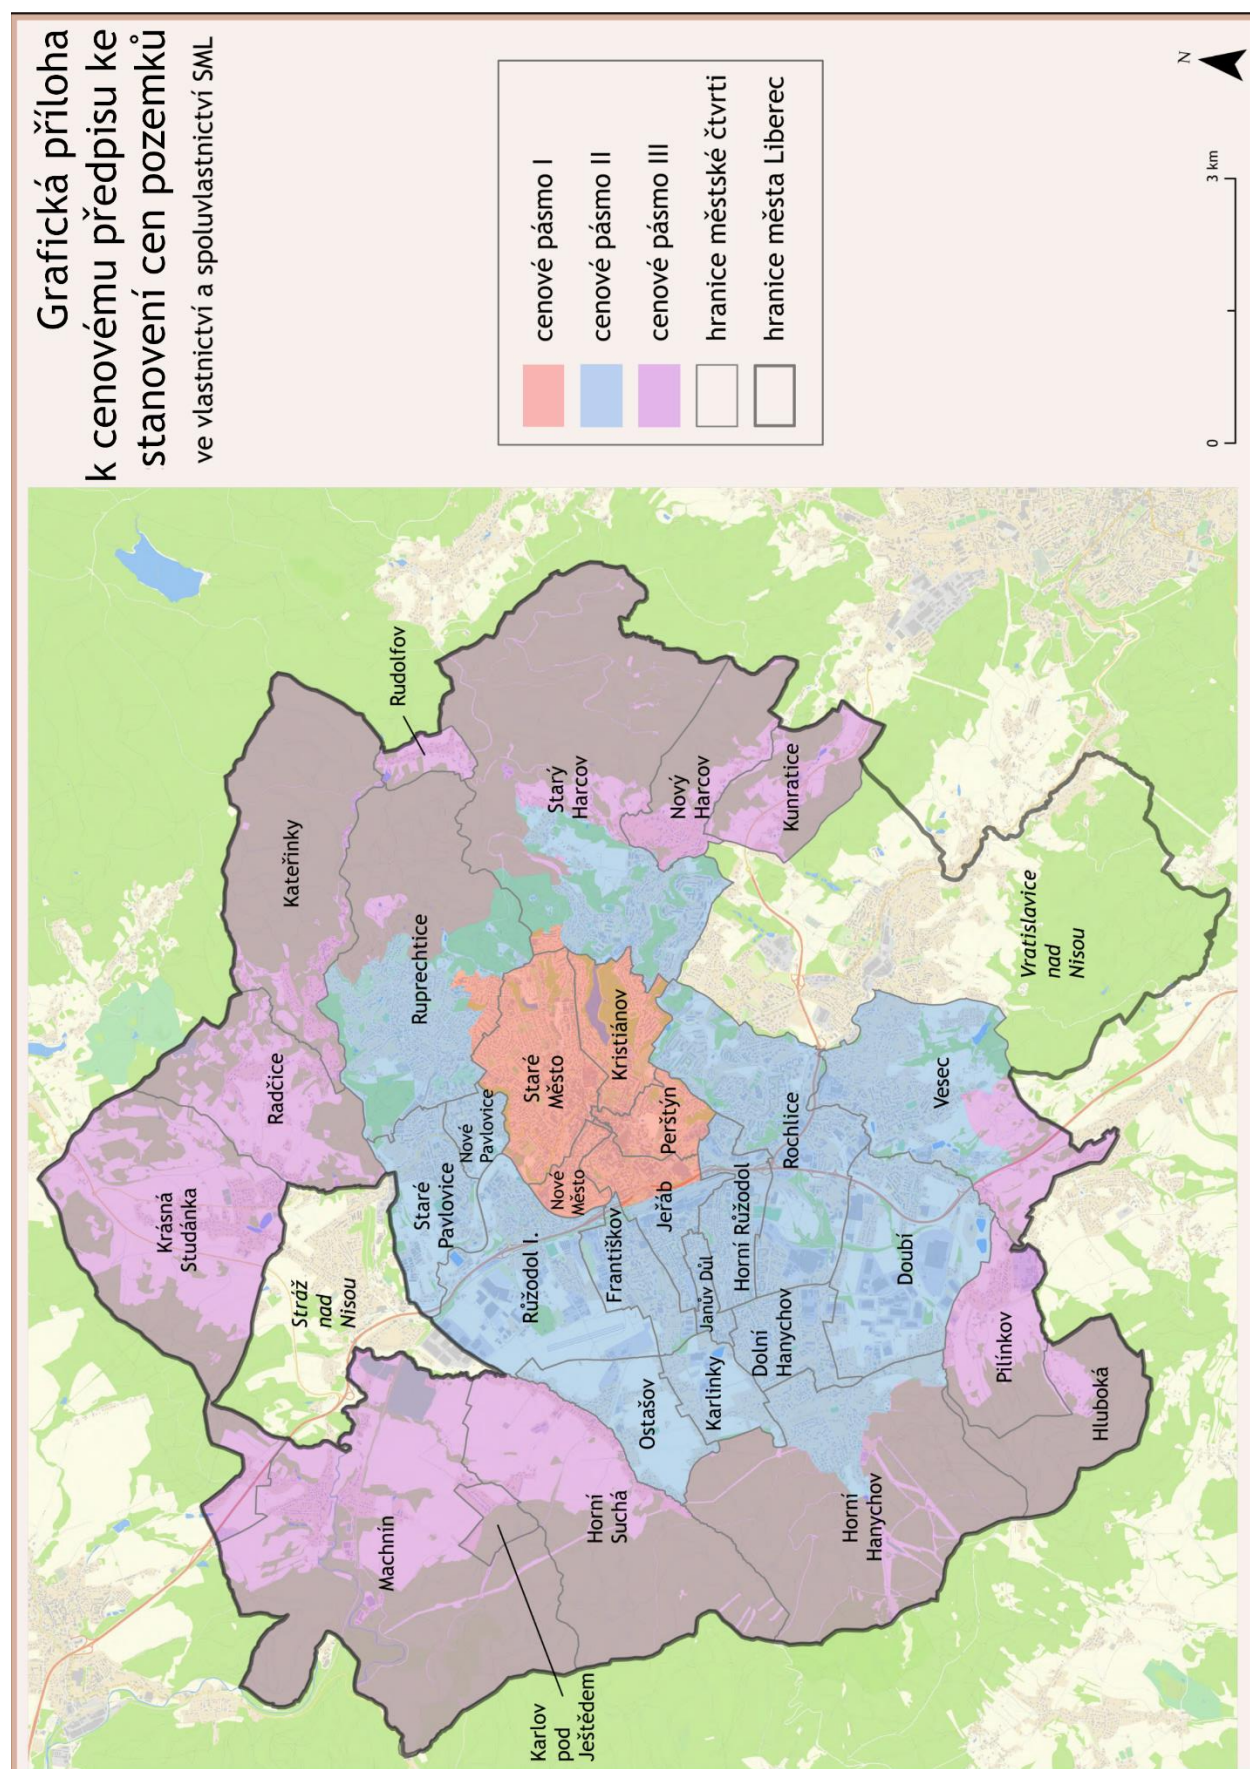 Grafická příloha
k cenovému předpisu ke
stanovení cen pozemků
ve vlastnictví a spoluvlastnictví SML
cenové pásmo I
cenové pásmo II
cenové pásmo III
hranice městské čtvrti
hranice města Liberec
N
0
3 km
Krásná
Studánka
Radčice
Kateřinky
Rudolfov
Stráž
nad
Nisou
Machnín
Karlov
pod
Ještědem
Horní
Suchá
Staré
Pavlovice
Nové
Pavlovice
Ruprechtice
Růžodol I.
Staré
Město
Nové
Město
Kristiánov
Starý
Harcov
Nový
Harcov
Kunratice
Ostašov
Františkov
Jeřáb
Perštýn
Karlinky
Janův Důl
Horní Růžodol
Rochlice
Dolní
Hanychov
Horní
Hanychov
Doubí
Vesec
Vratislavice
nad
Nisou
Pilínkov
Hluboká